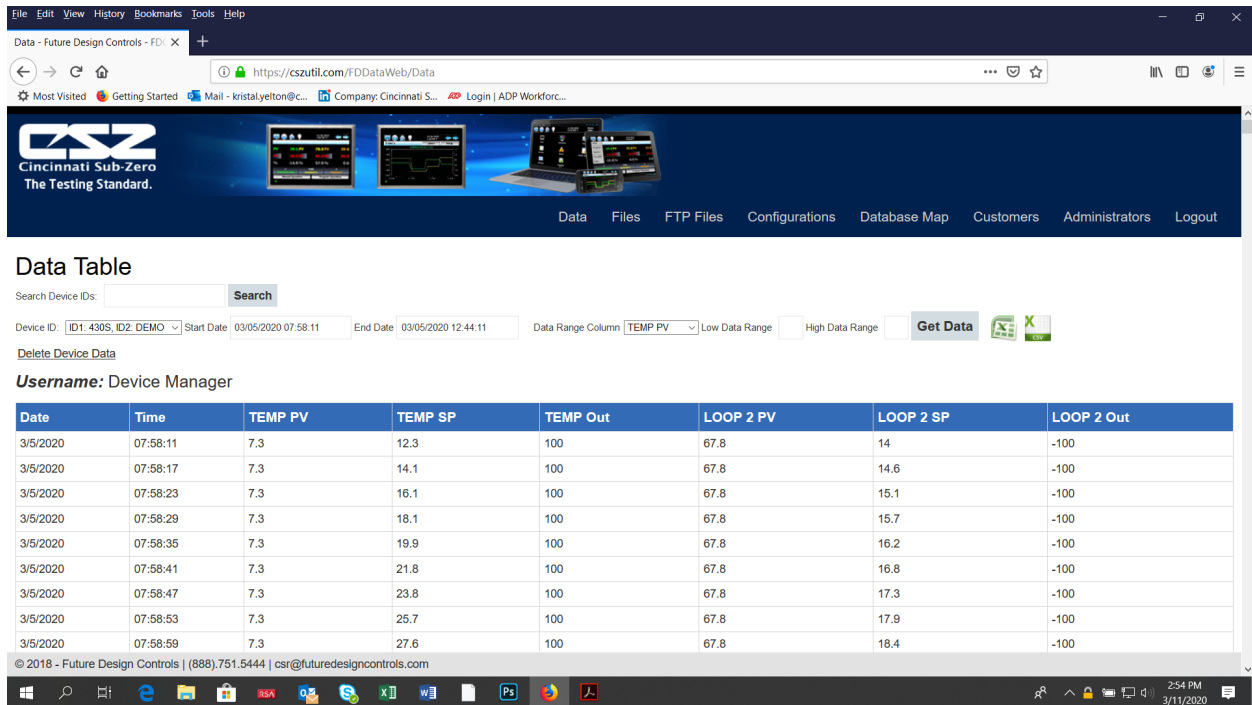 File Edit View History Bookmarks Tools Help
Data - Future Design Controls - FD
https://cszutil.com/FDDataWeb/Data
Most Visited Getting Started Mail - kristal.yelton@c... Company: Cincinnati S... Login | ADP Workforc...
CSZ
Cincinnati Sub-Zero
The Testing Standard.
Data Files FTP Files Configurations Database Map Customers Administrators Logout
Data Table
Search Device IDs: Search
Device ID: ID1: 430S, ID2: DEMO Start Date 03/05/2020 07:58:11 End Date 03/05/2020 12:44:11 Data Range Column TEMP PV Low Data Range High Data Range Get Data X X CSV
Delete Device Data
Username: Device Manager
Date Time TEMP PV TEMP SP TEMP Out LOOP 2 PV LOOP 2 SP LOOP 2 Out
3/5/2020 07:58:11 7.3 12.3 100 67.8 14 -100
3/5/2020 07:58:17 7.3 14.1 100 67.8 14.6 -100
3/5/2020 07:58:23 7.3 16.1 100 67.8 15.1 -100
3/5/2020 07:58:29 7.3 18.1 100 67.8 15.7 -100
3/5/2020 07:58:35 7.3 19.9 100 67.8 16.2 -100
3/5/2020 07:58:41 7.3 21.8 100 67.8 16.8 -100
3/5/2020 07:58:47 7.3 23.8 100 67.8 17.3 -100
3/5/2020 07:58:53 7.3 25.7 100 67.8 17.9 -100
3/5/2020 07:58:59 7.3 27.6 100 67.8 18.4 -100
© 2018 - Future Design Controls | (888).751.5444 | csr@futuredesigncontrols.com
RSA Ps 2:54 PM
3/11/2020